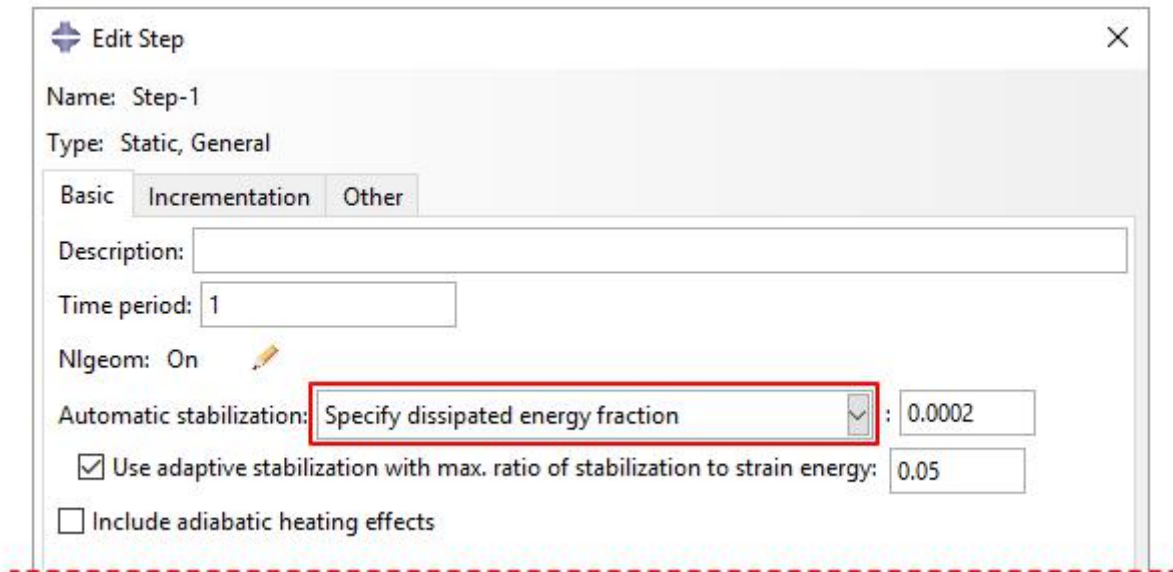 Edit Step
Name: Step-1
Type: Static, General
Basic Incrementation Other
Description:
Time period: 1
Nlgeom: On
Automatic stabilization: Specify dissipated energy fraction : 0.0002
Use adaptive stabilization with max. ratio of stabilization to strain energy: 0.05
Include adiabatic heating effects